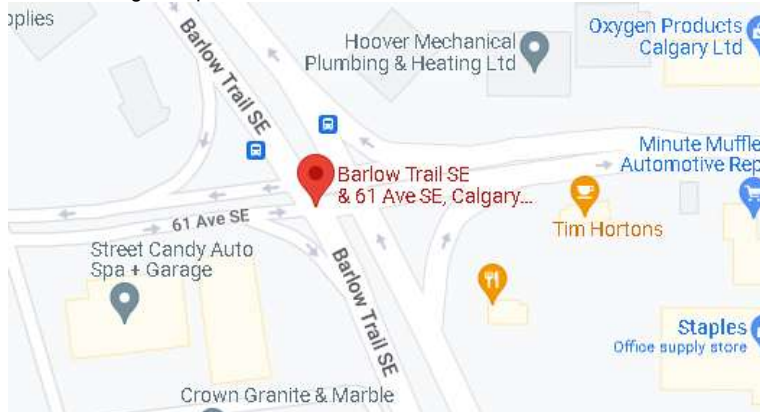 pplies
Barlow Trail SE
Hoover Mechanical
Plumbing & Heating Ltd
Oxygen Products
Calgary Ltd
Minute Muffle
Automotive Rep
Barlow Trail SE
& 61 Ave SE, Calgary...
Tim Hortons
61 Ave SE
Street Candy Auto
Spa + Garage
Barlow Trail SE
Staples
Office supply store
Crown Granite & Marble